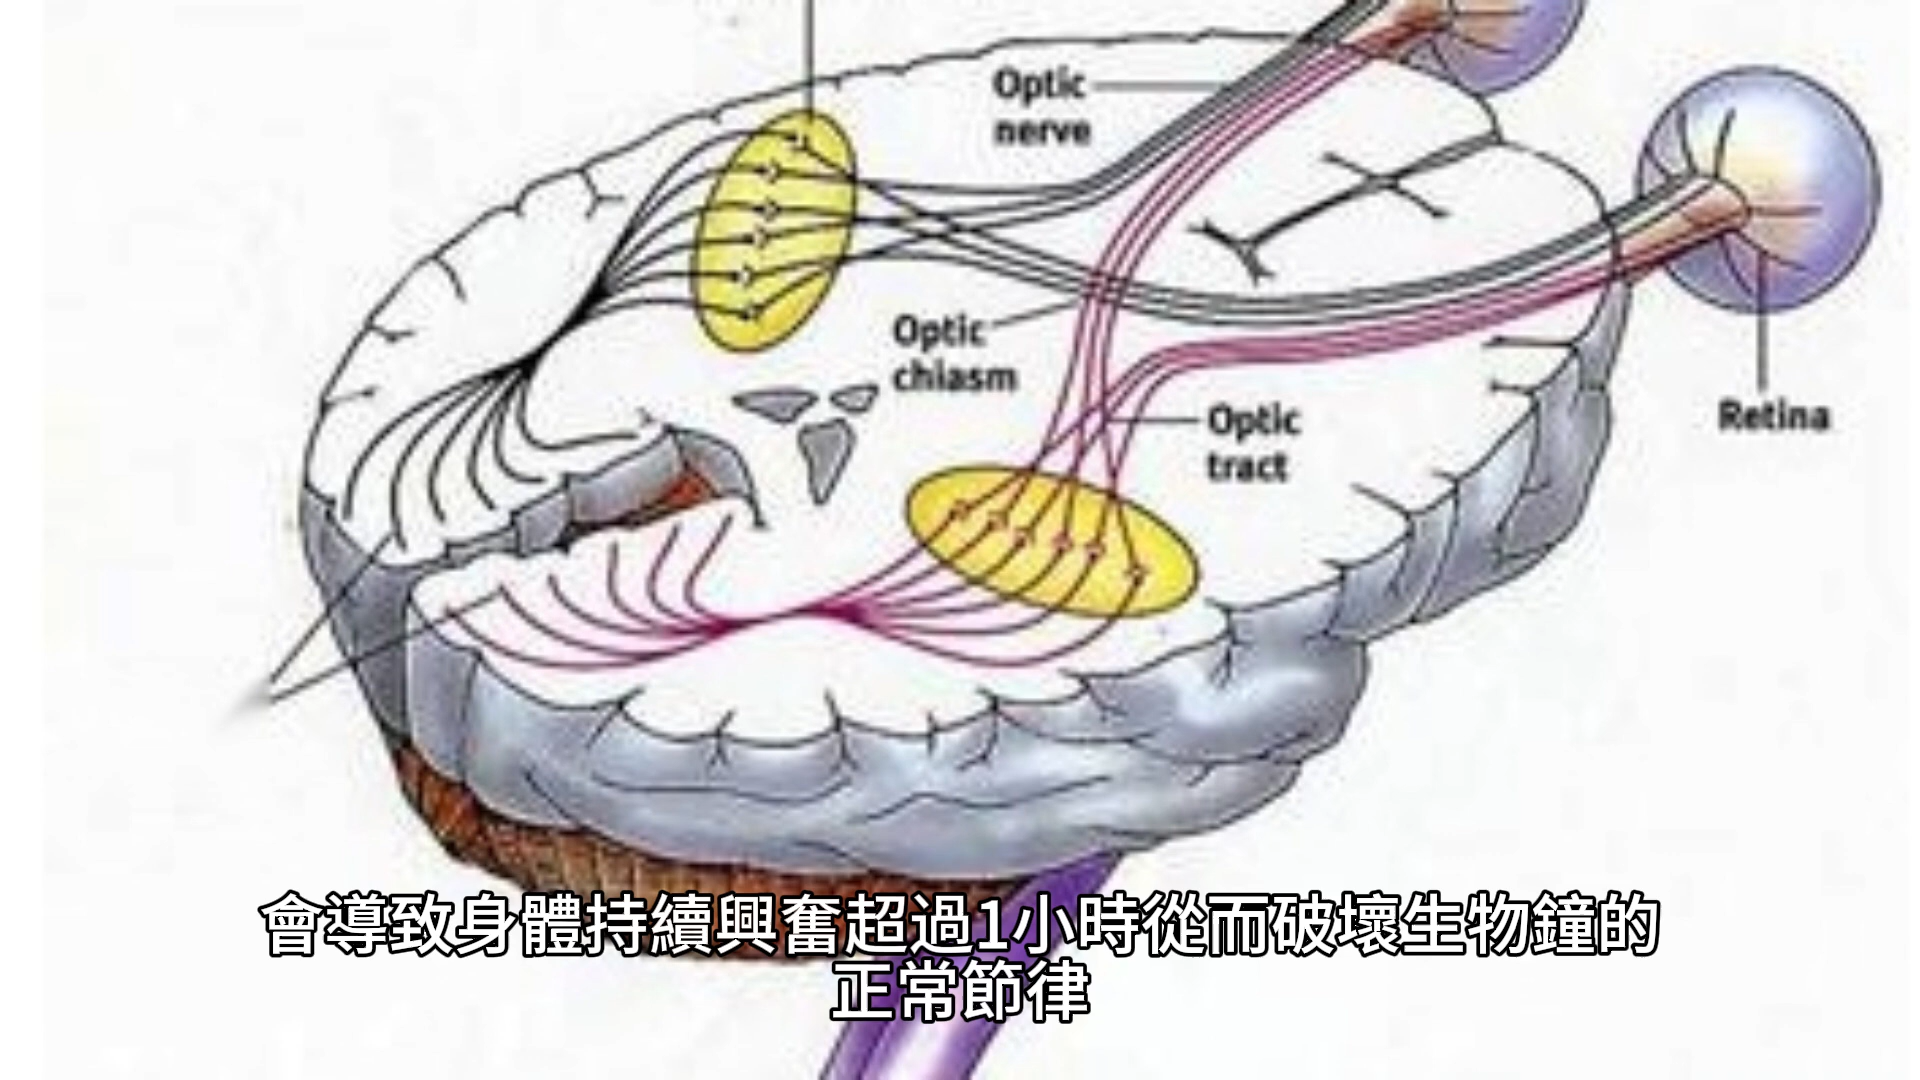 Optic
nerve
Optic
chiasm
Optic
tract
Retina
會導致身體持續興奮超過1小時從而破壞生物鐘的
正常節律